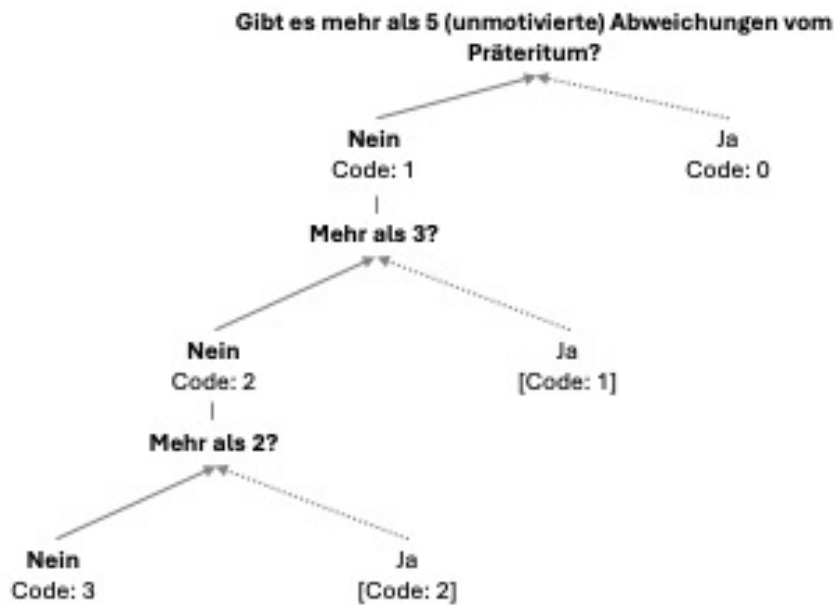 Gibt es mehr als 5 (unmotivierte) Abweichungen vom
Präteritum?
Nein
Code: 1
Ja
Code: 0
Mehr als 3?
Nein
Code: 2
Ja
[Code: 1]
Mehr als 2?
Nein
Code: 3
Ja
[Code: 2]